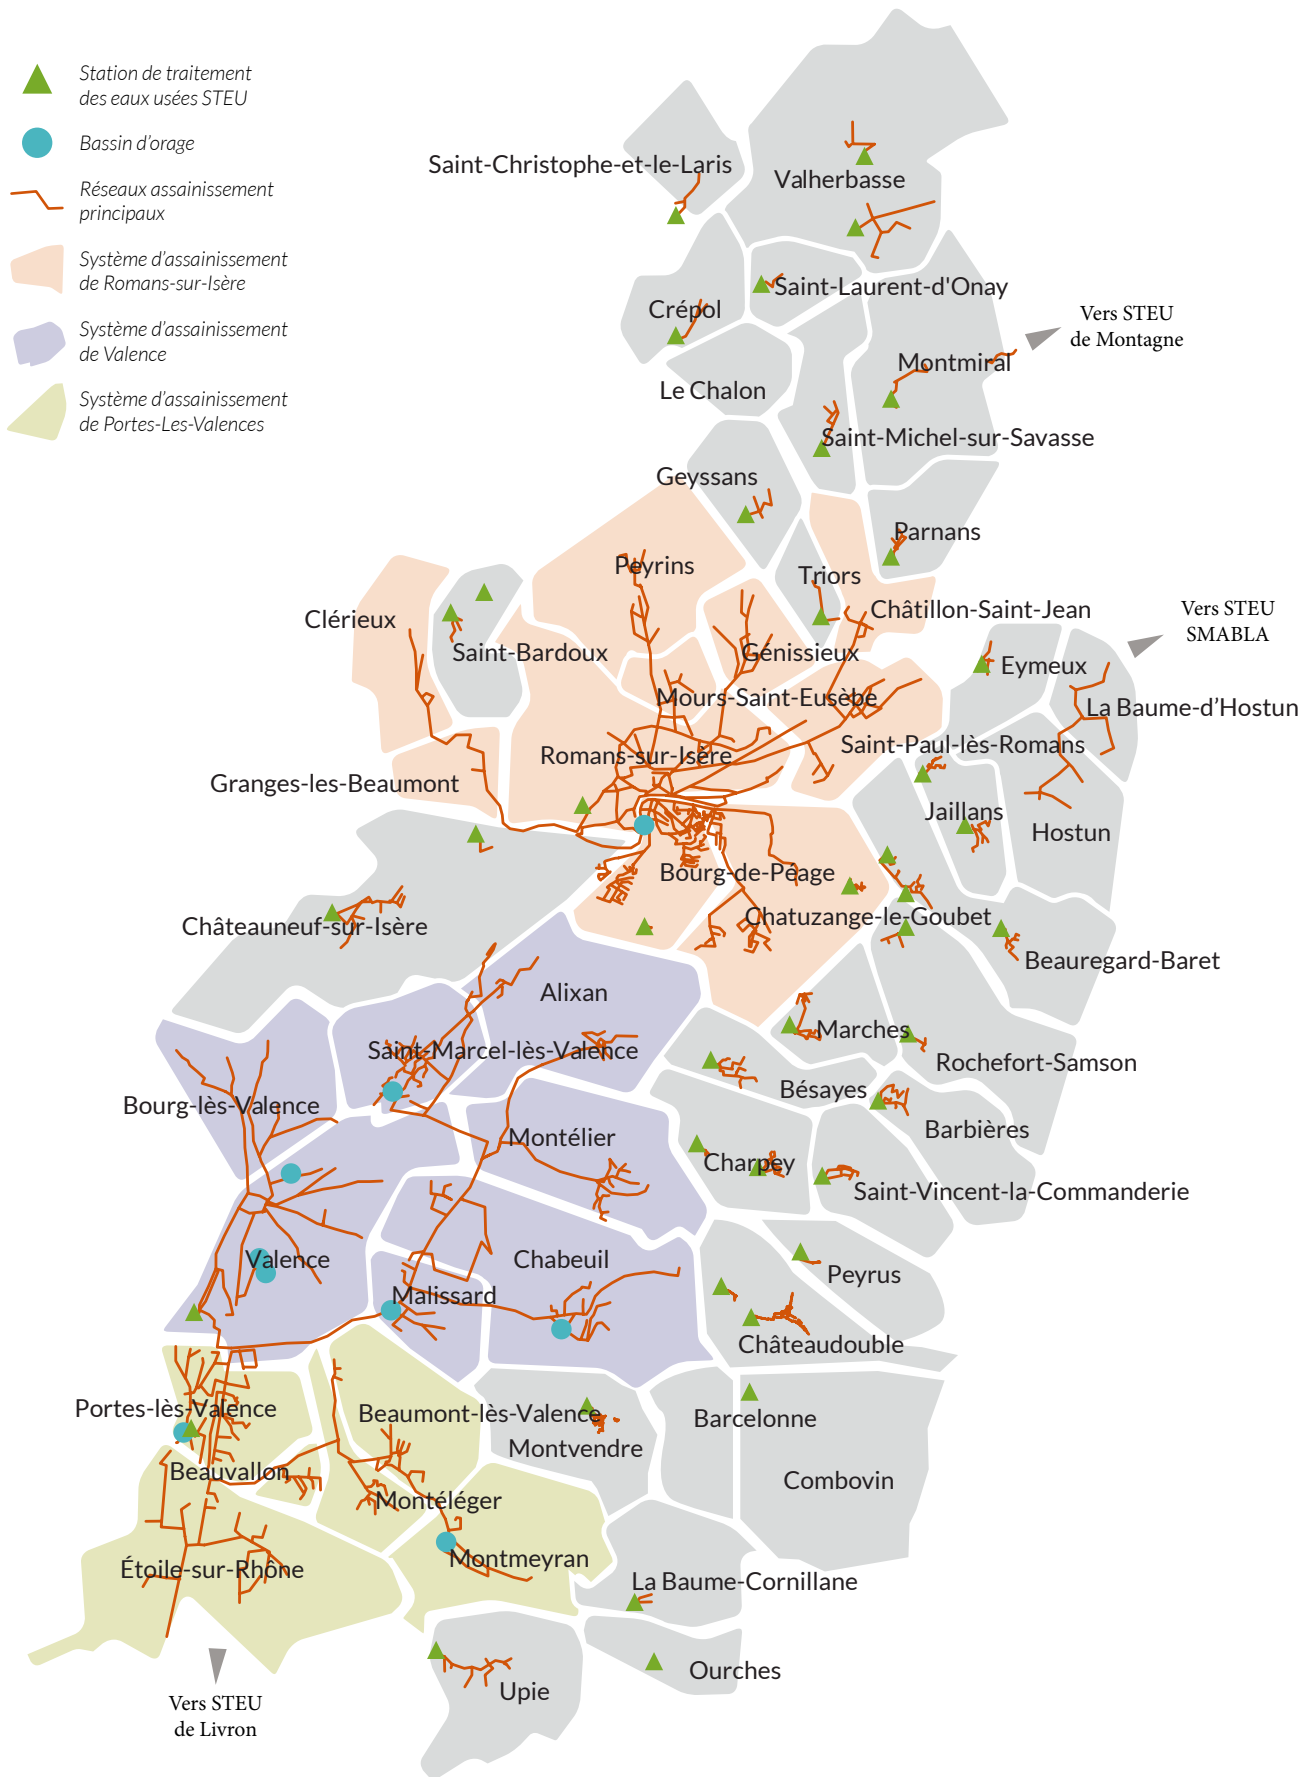 Station de traitement
des eaux usées STEU
Bassin d'orage
Réseaux assainissement
principaux
Système d'assainissement
de Romans-sur-Isère
Système d'assainissement
de Valence
Système d'assainissement
de Portes-Les-Valences
Saint-Christophe-et-le-Laris
Valherbasse
Saint-Laurent-d'Onay
Crépol
Vers STEU
de Montagne
Montmiral
Le Chalon
Saint-Michel-sur-Savasse
Geyssans
Parnans
Peyrins
Triors
Clérieux
Châtillon-Saint-Jean
Vers STEU
SMABLA
Saint-Bardoux
Génissieux
Eymeux
Mours-Saint-Eusèbe
La Baume-d’Hostun
Romans-sur-Isère
Saint-Paul-lès-Romans
Granges-les-Beaumont
Jaillans
Hostun
Bourg-de-Péage
Châteauneuf-sur-Isère
Chatuzange-le-Goubet
Beauregard-Baret
Alixan
Marches
Saint-Marcel-lès-Valence
Rochefort-Samson
Bésayes
Bourg-lès-Valence
Montélier
Barbières
Charpey
Saint-Vincent-la-Commanderie
Valence
Chabeuil
Peyrus
Malissard
Châteaudouble
Portes-lès-Valence
Beaumont-lès-Valence
Barcelonne
Montvendre
Beauvallon
Combovin
Montéléger
Montmeyran
Étoile-sur-Rhône
La Baume-Cornillane
Ourches
Upie
Vers STEU
de Livron